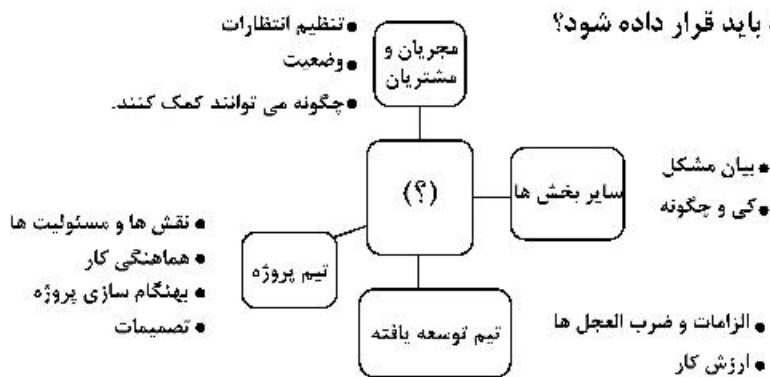 باید قرار داده شود؟
مجریان و
مشتریان
• تنظیم انتظارات
• وضعیت
• چگونه می توانند کمک کنند.
(؟)
سایر بخش ها
• بیان مشکل
• کی و چگونه
تیم پروژه
• نقش ها و مسئولیت ها
• هماهنگی کار
• بهنگام سازی پروژه
• تصمیمات
تیم توسعه یافته
• الزامات و ضرب العجل ها
• ارزش کار